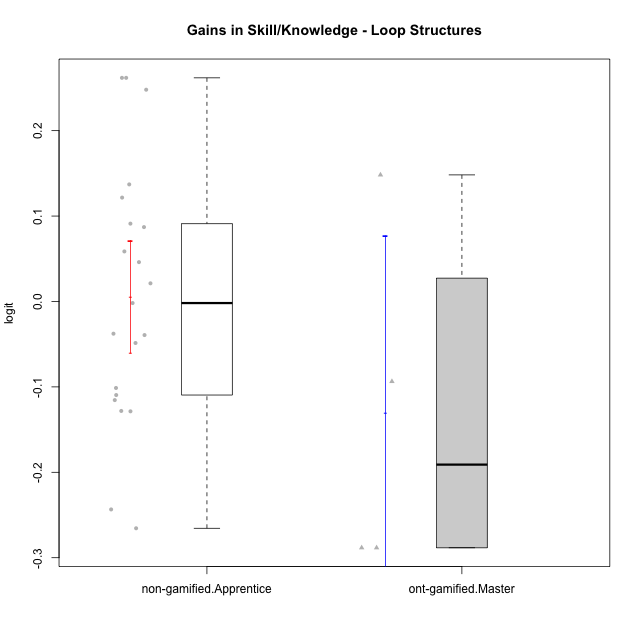 Gains in Skill/Knowledge - Loop Structures
logit
0.2
0.1
0.0
-0.1
-0.2
-0.3
non-gamified.Apprentice
ont-gamified.Master